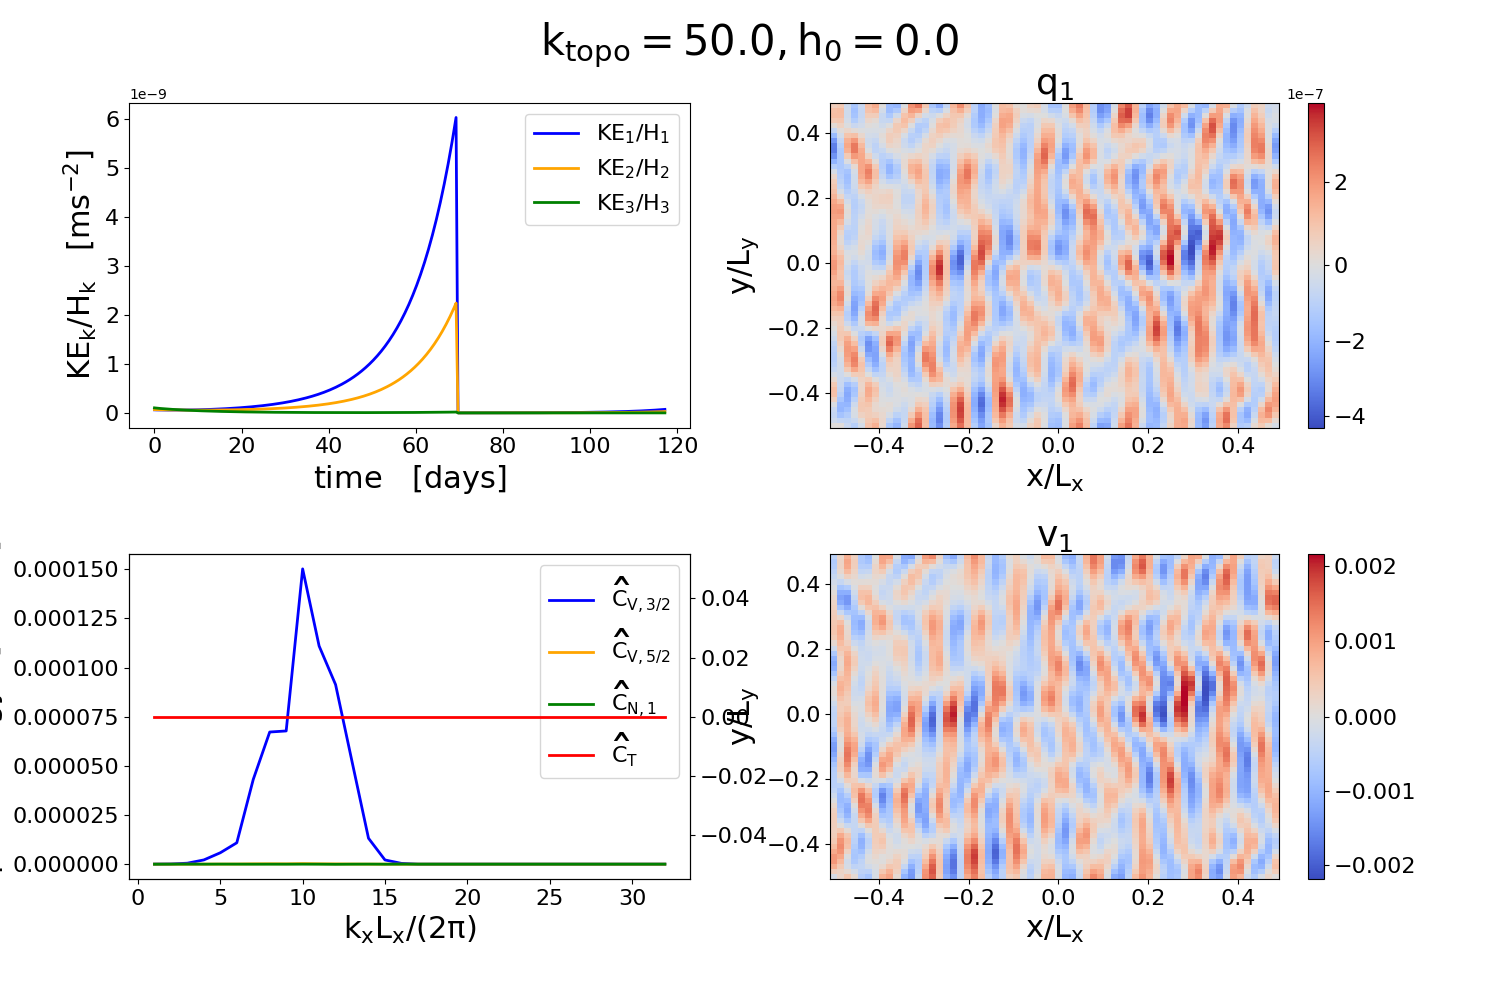 k_topo = 50.0, h_0 = 0.0
1e−9
6
5
4
3
2
1
0
KE_k/H_k [ms^−2]
KE_1/H_1
KE_2/H_2
KE_3/H_3
0 20 40 60 80 100 120
time [days]
q_1
1e−7
0.4
0.2
0.0
−0.2
−0.4
y/L_y
−0.4 −0.2 0.0 0.2 0.4
x/L_x
2
0
−2
−4
0.000150
0.000125
0.000100
0.000075
0.000050
0.000025
0.000000
Ĉ_V,3/2
Ĉ_V,5/2
Ĉ_N,1
Ĉ_T
0.04
0.02
0.00
−0.02
−0.04
0 5 10 15 20 25 30
k_xL_x/(2π)
v_1
0.4
0.2
0.0
−0.2
−0.4
y/L_y
−0.4 −0.2 0.0 0.2 0.4
x/L_x
0.002
0.001
0.000
−0.001
−0.002